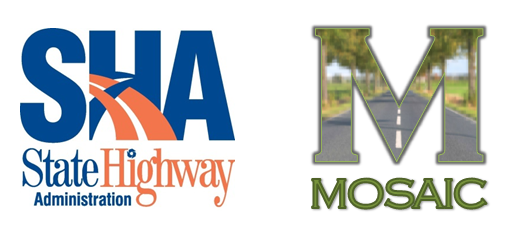 SHA
State Highway
Administration
M
MOSAIC